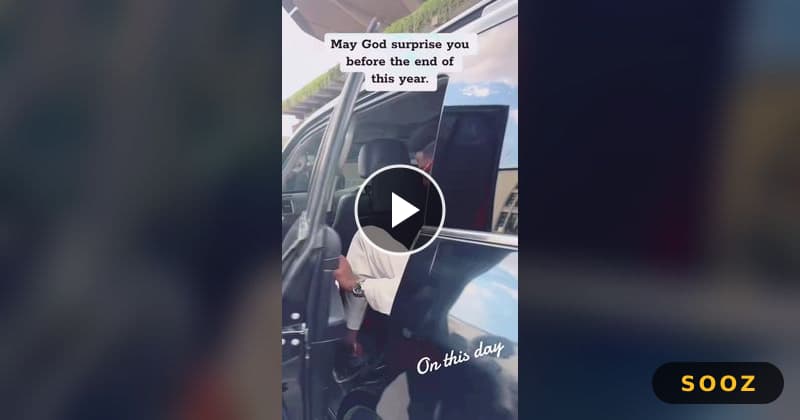 May God surprise you
before the end of
this year.
On this day
SOOZ